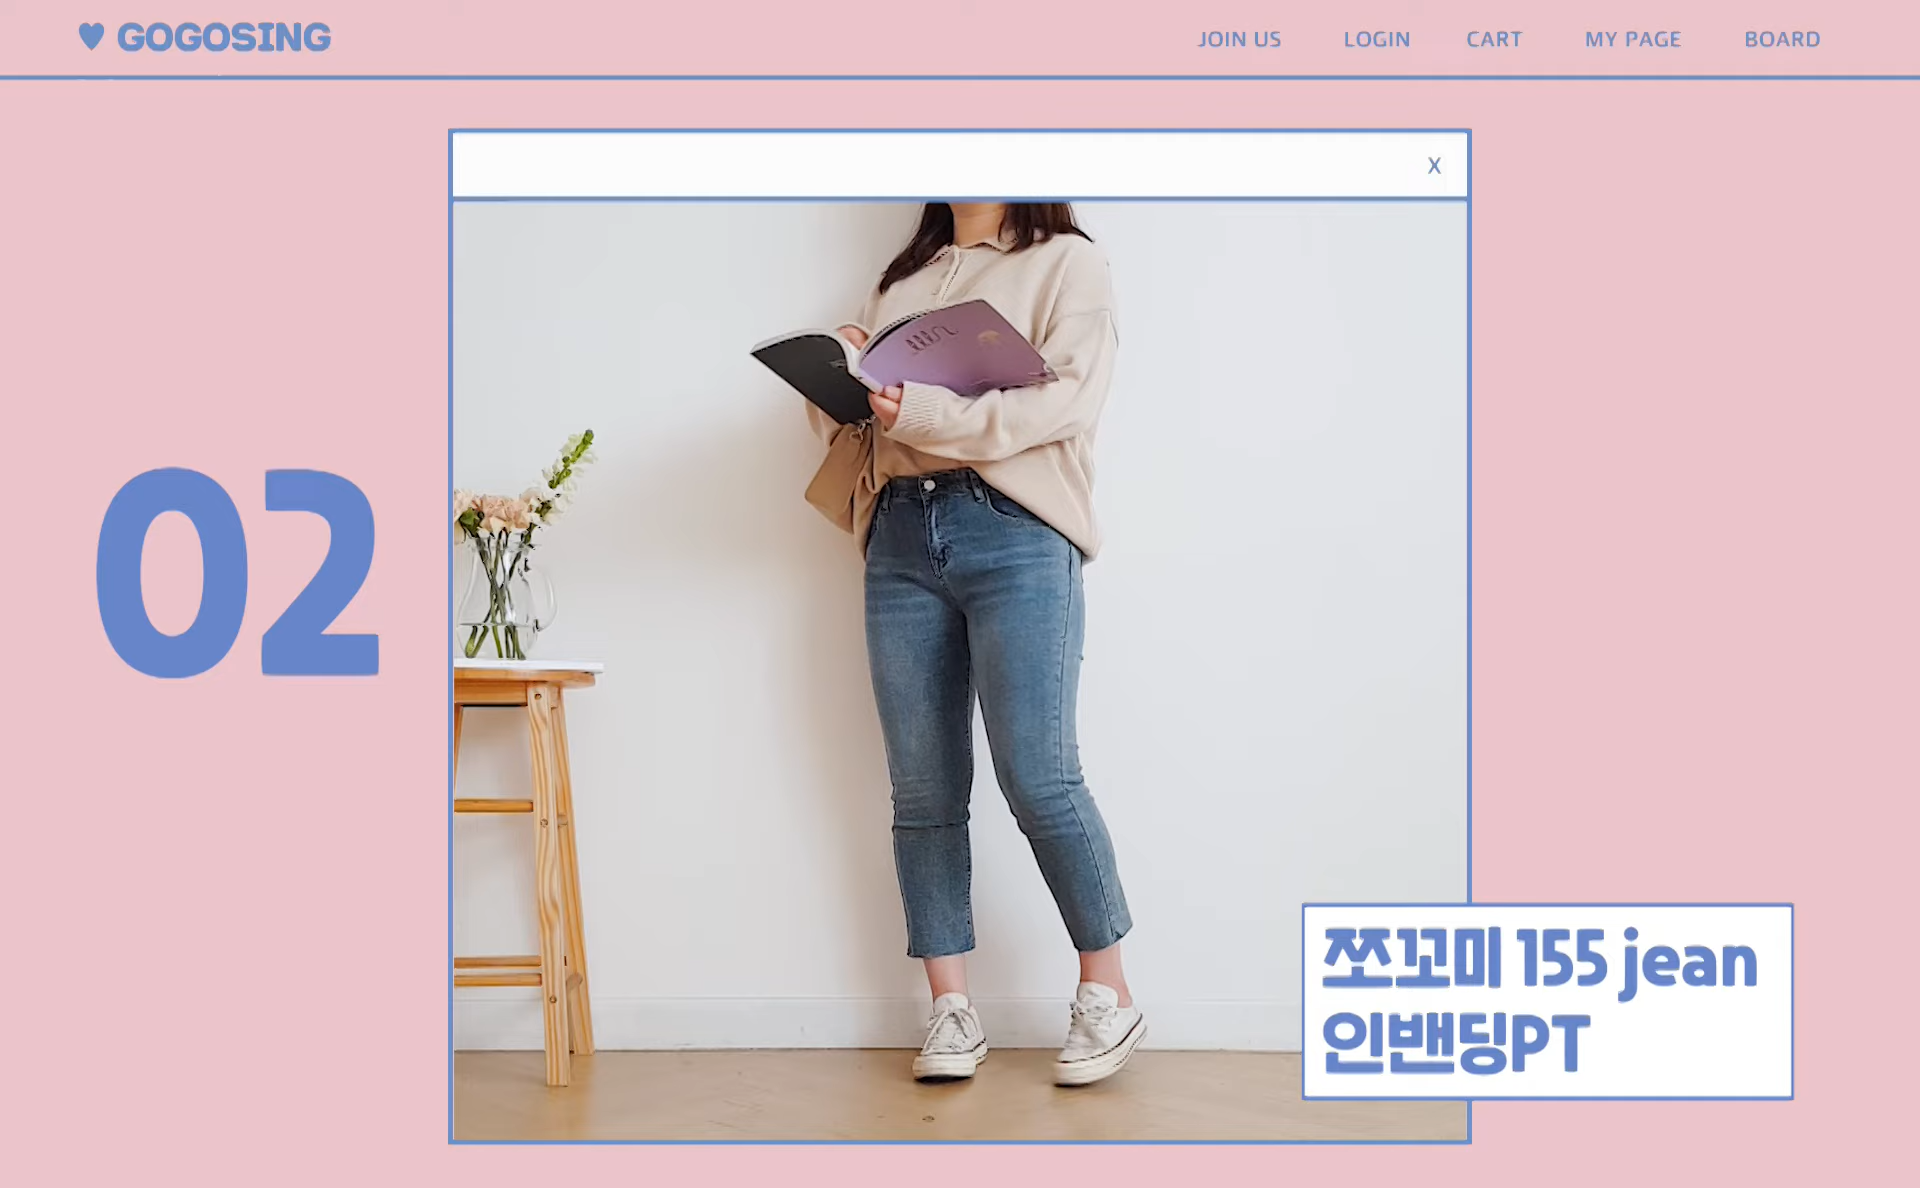 ♥ GOGOSING
JOIN US LOGIN CART MY PAGE BOARD
X
02
쪼꼬미 155 jean
인밴딩PT